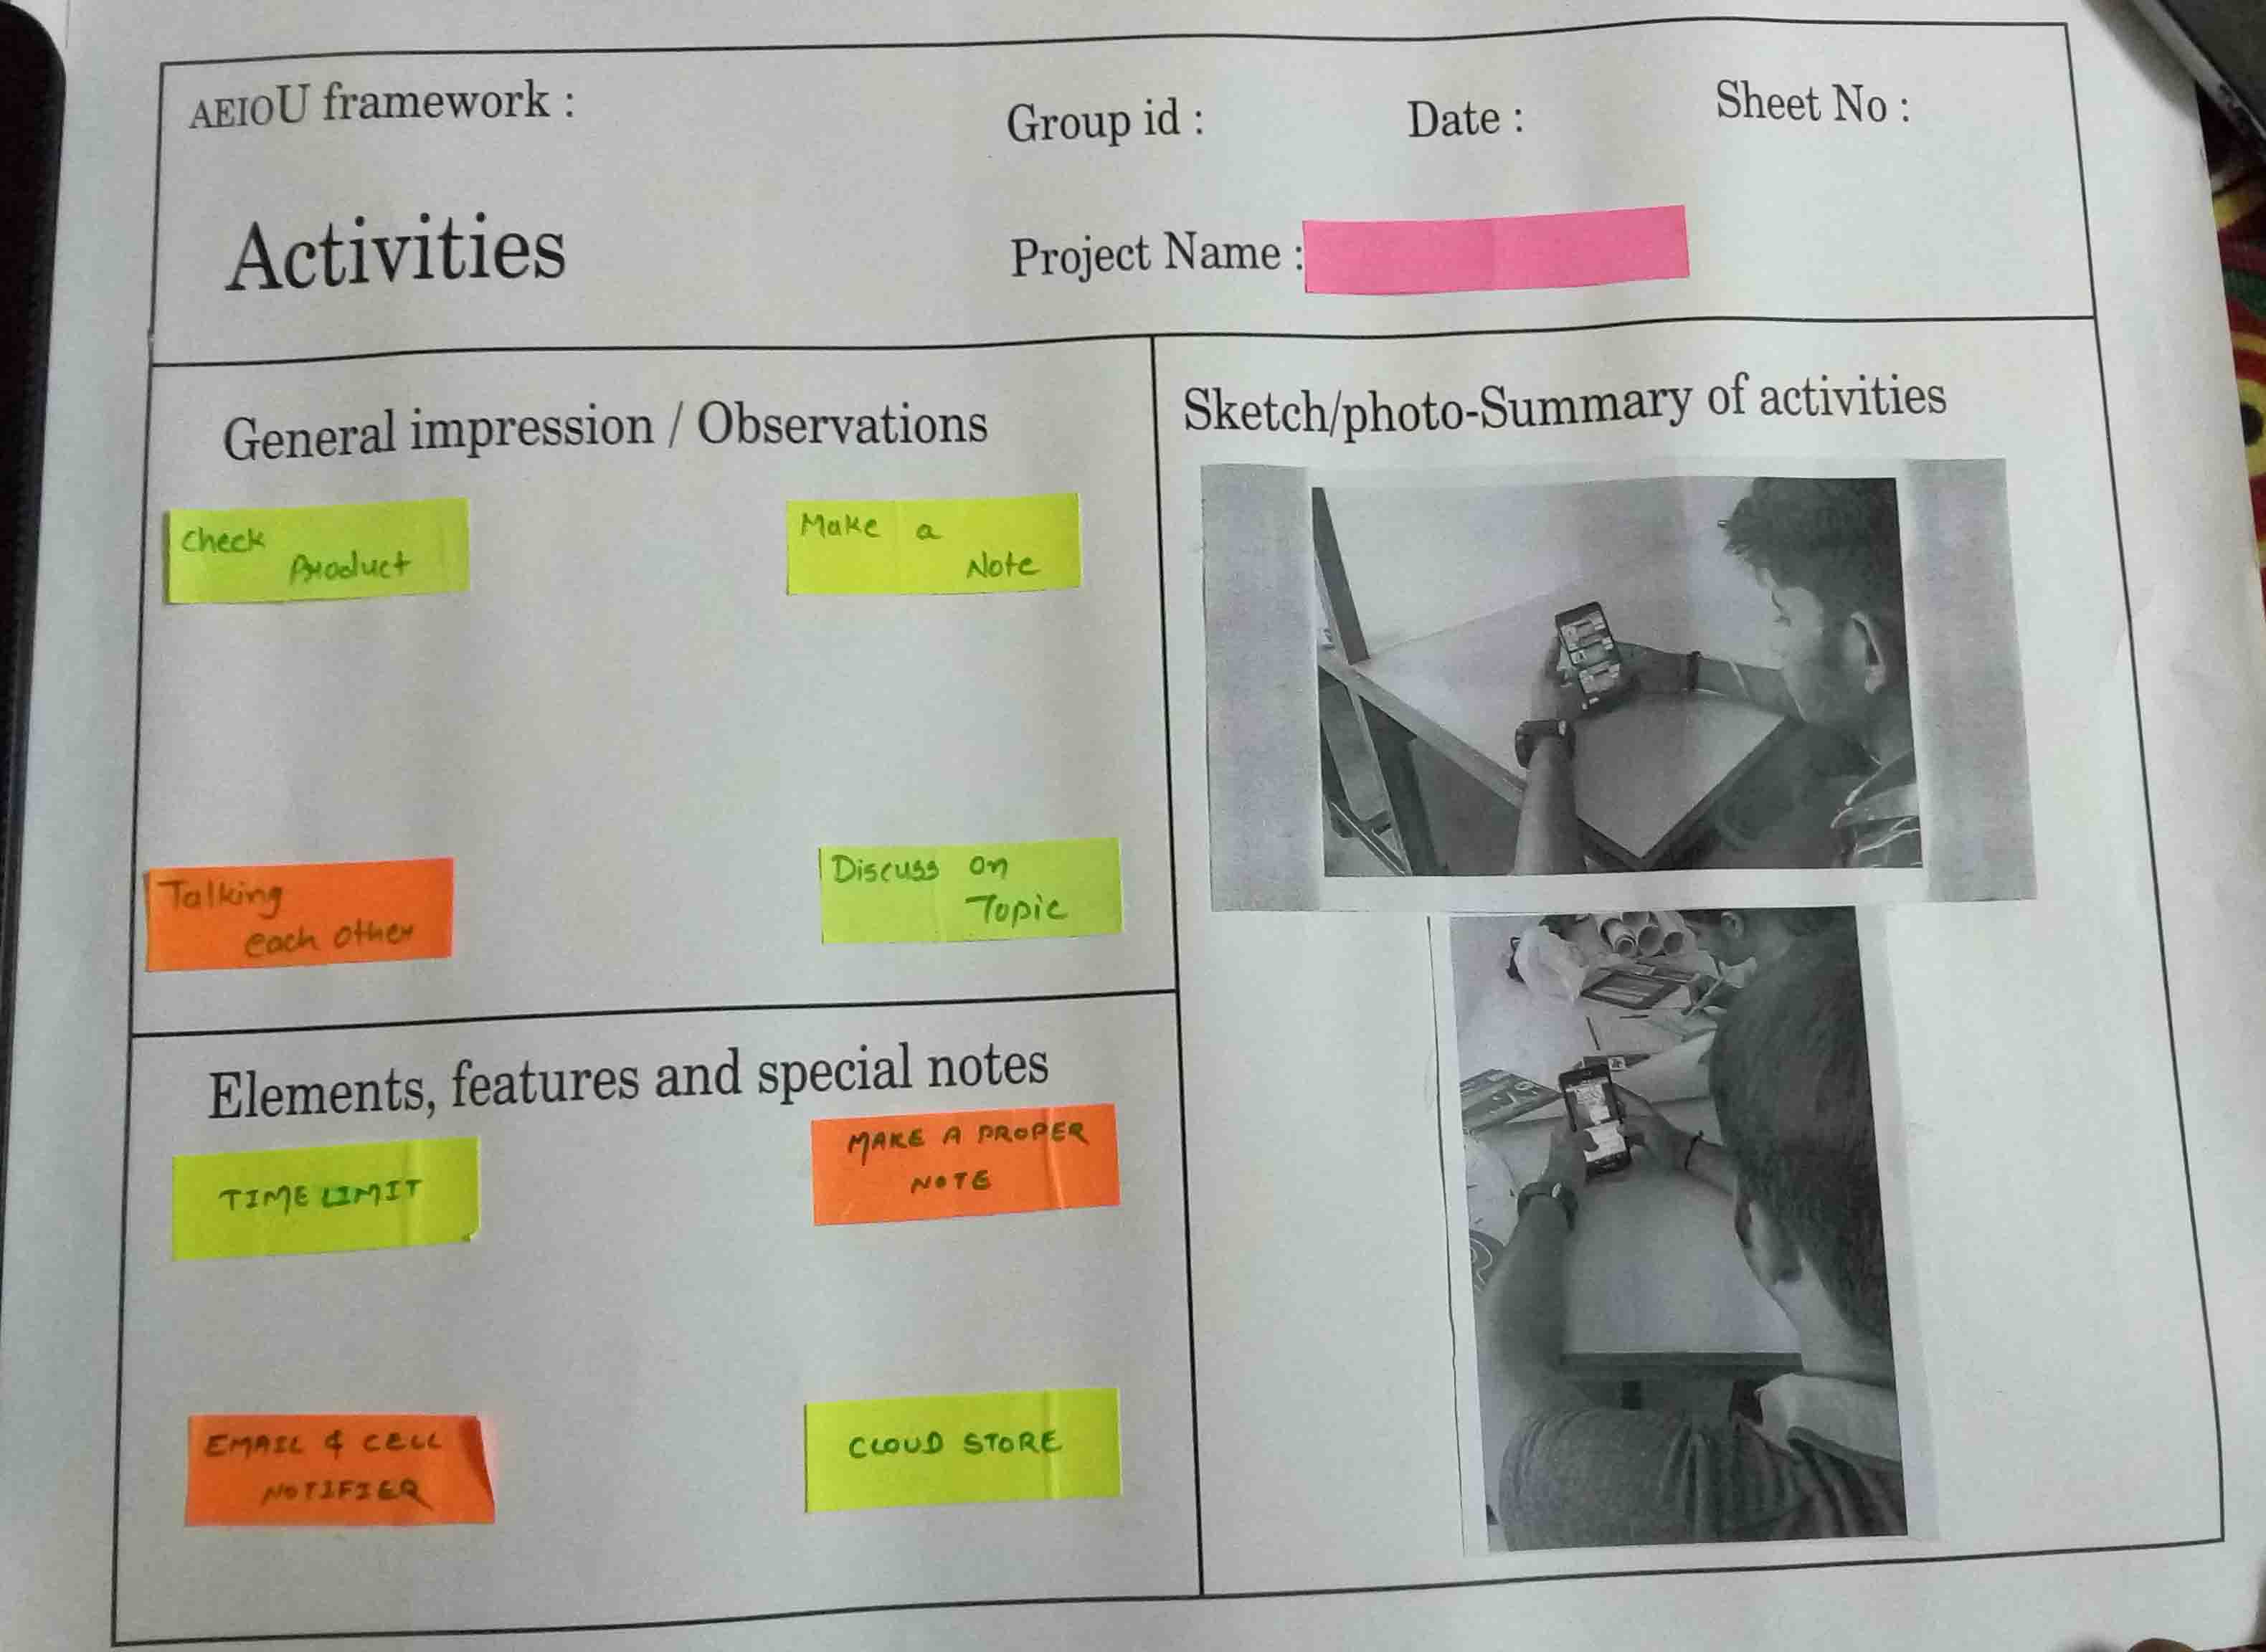 AEIOU framework :
Group id :
Date :
Sheet No :
Activities
Project Name :
General impression / Observations
Check
Product
Make a
Note
Talking
each other
Discuss on
Topic
Elements, features and special notes
TIME LIMIT
MAKE A PROPER
NOTE
EMAIL & CELL
NOTIFIER
CLOUD STORE
Sketch/photo-Summary of activities